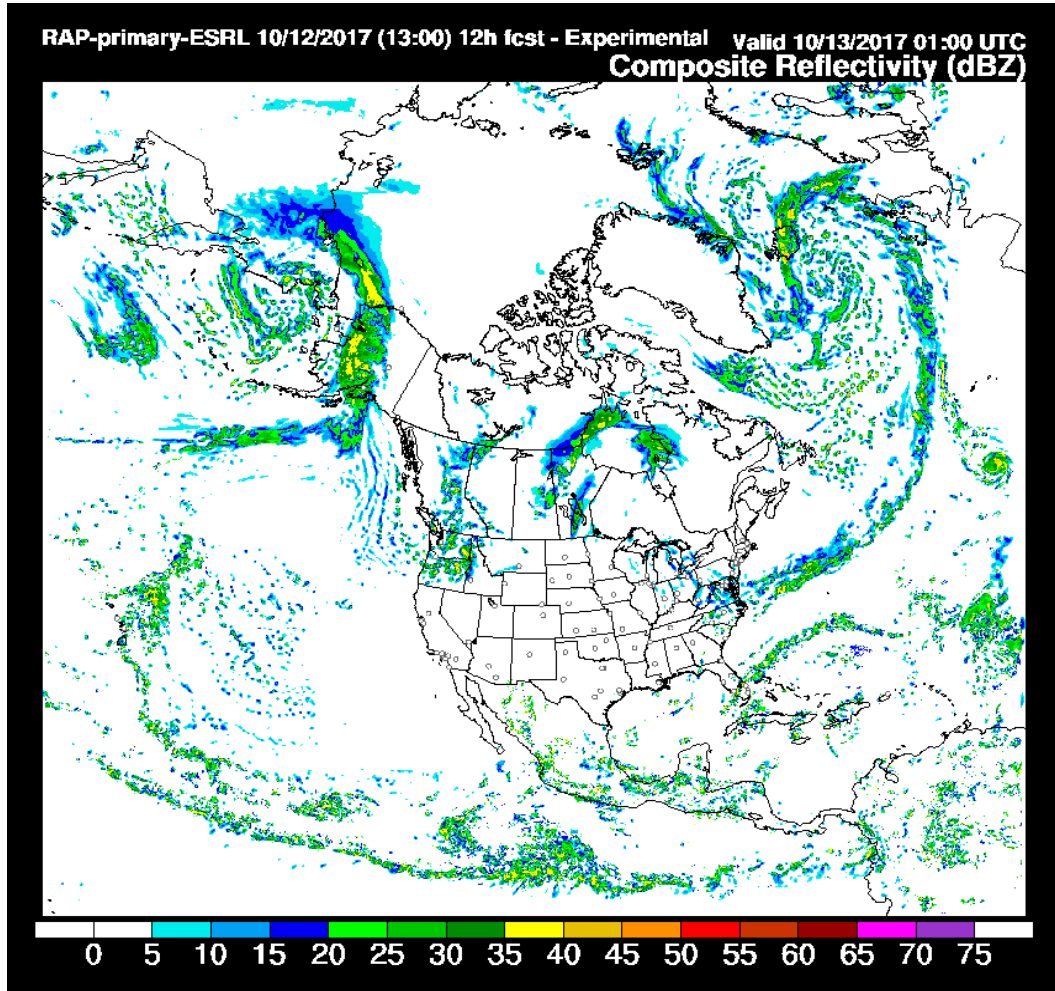 RAP-primary-ESRL 10/12/2017 (13:00) 12h fcst - Experimental Valid 10/13/2017 01:00 UTC
Composite Reflectivity (dBZ)
0 5 10 15 20 25 30 35 40 45 50 55 60 65 70 75